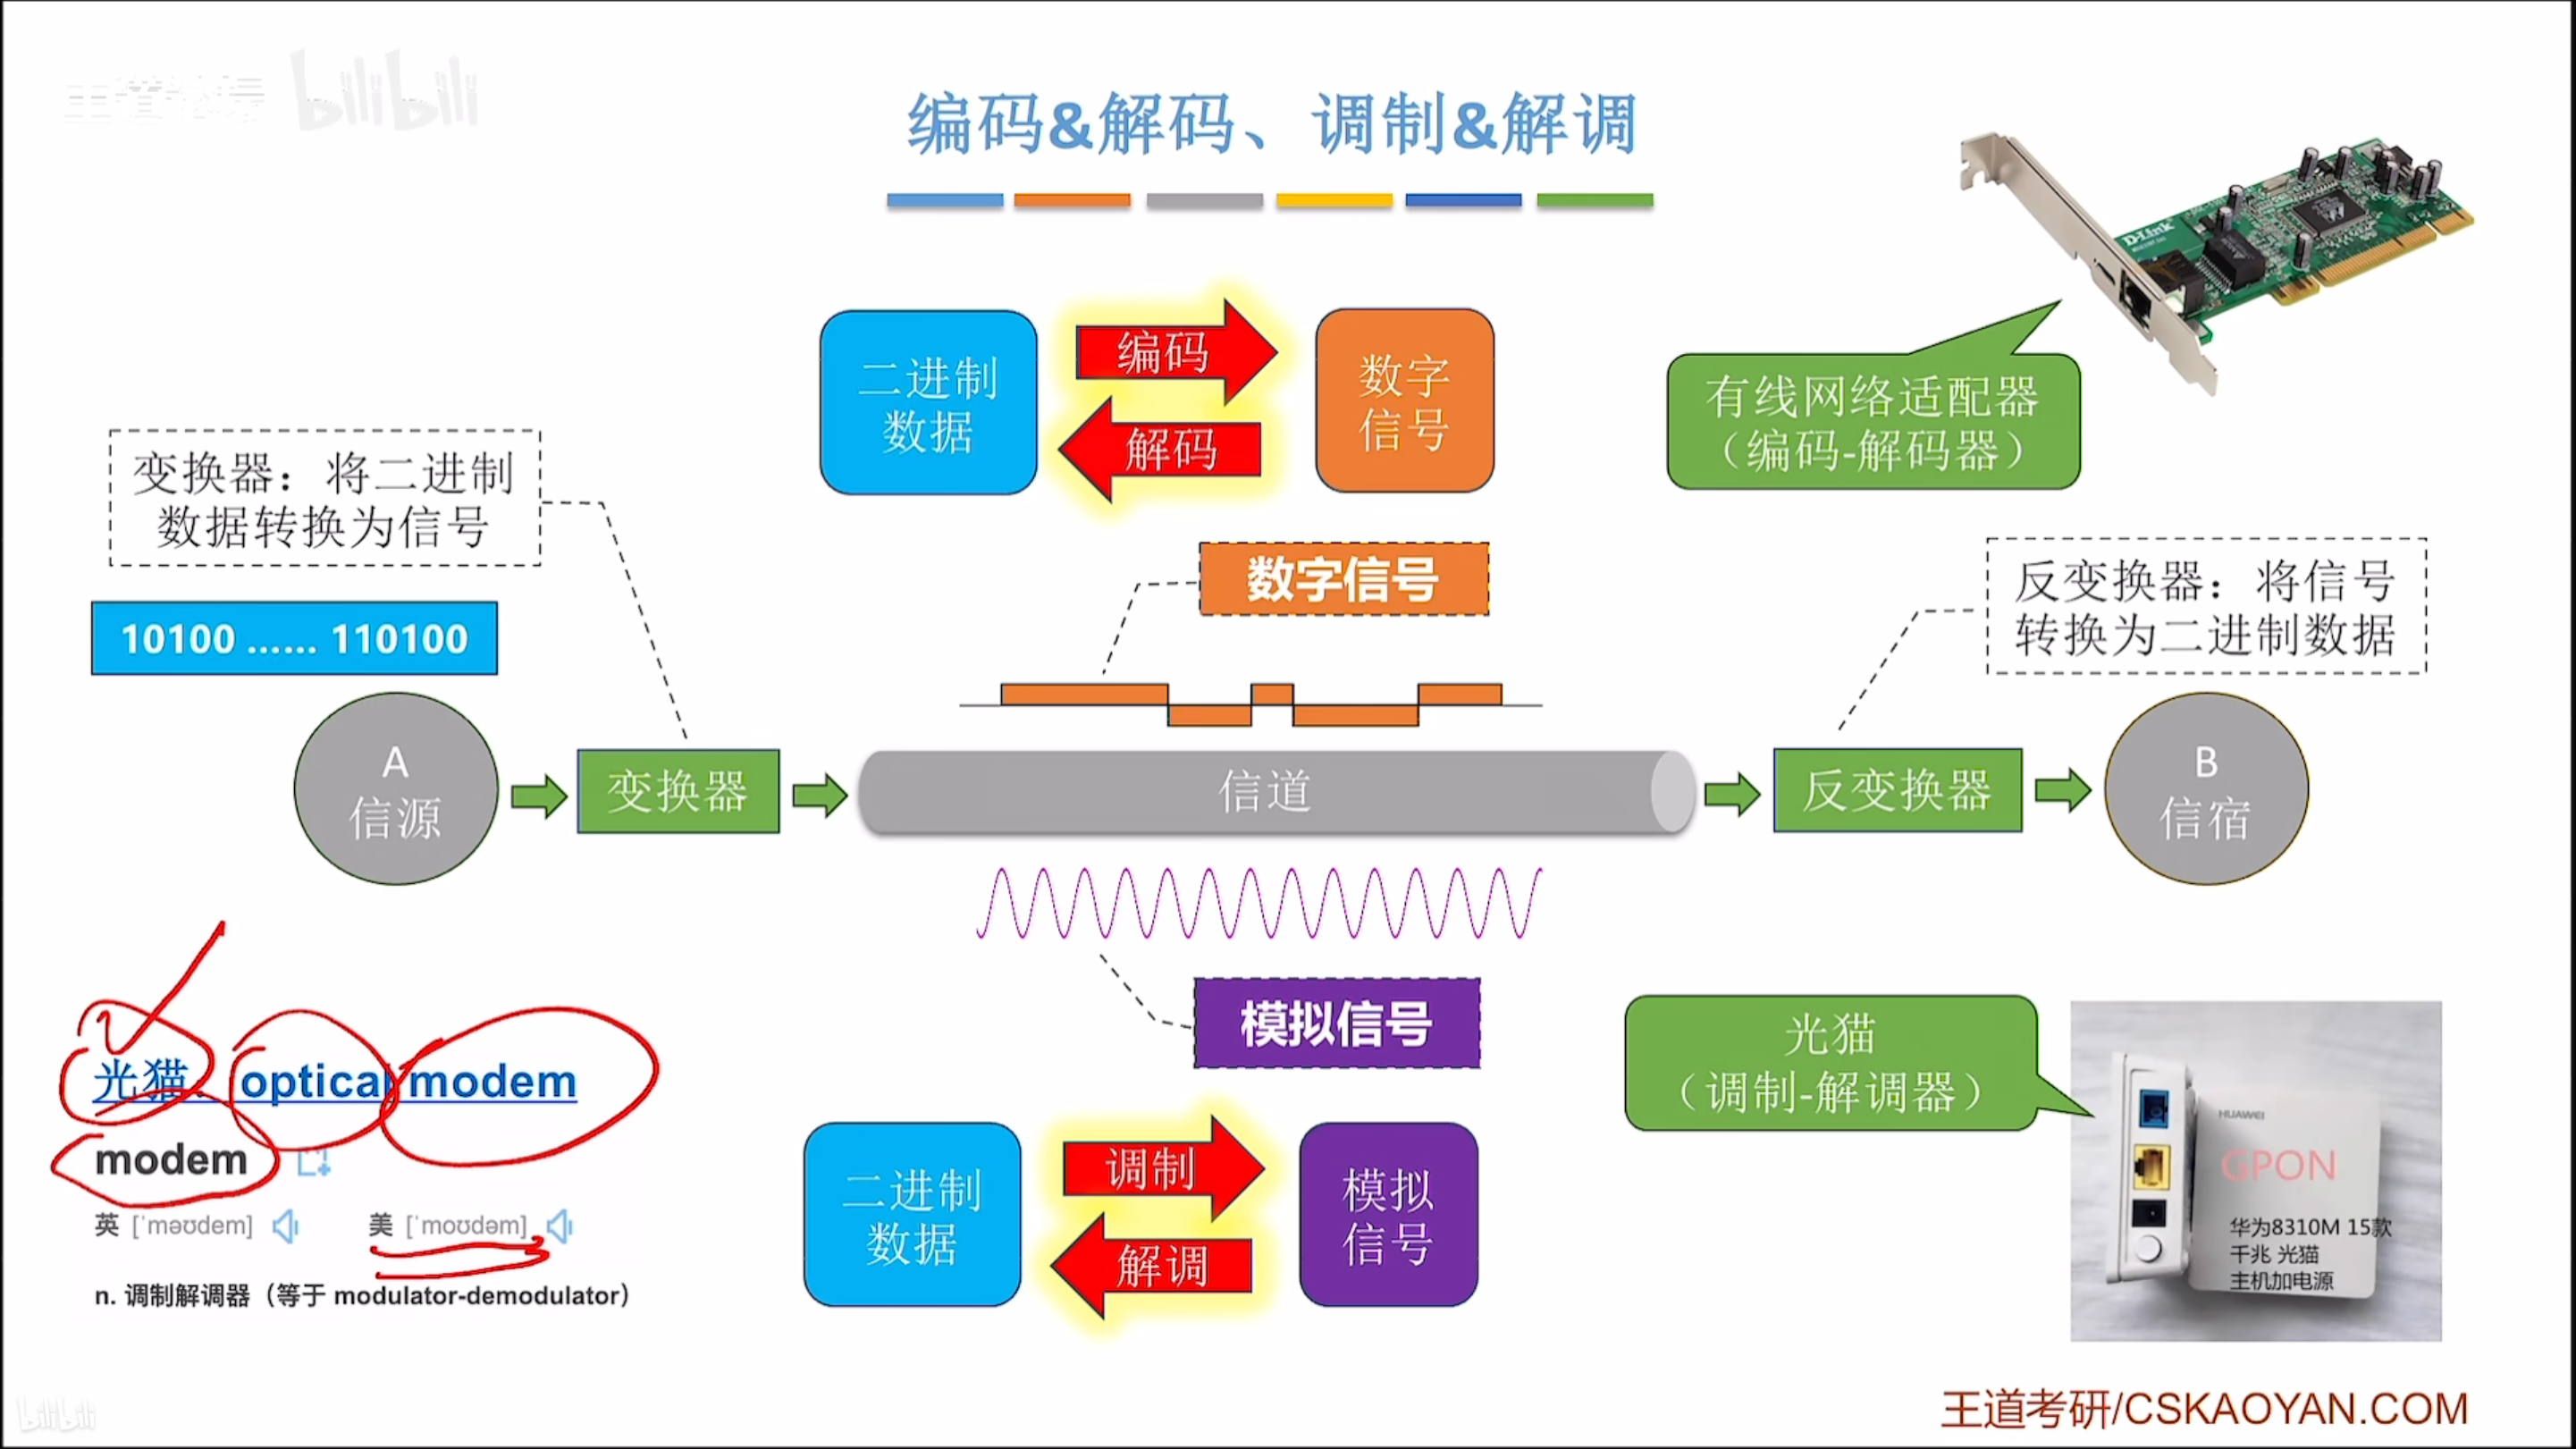 bilibili
编码&解码、调制&解调
D-Link
二进制
数据
编码
解码
数字
信号
有线网络适配器
（编码-解码器）
变换器：将二进制
数据转换为信号
数字信号
反变换器：将信号
转换为二进制数据
10100 …… 110100
A
信源
变换器
信道
反变换器
B
信宿
模拟信号
光猫、optical modem
modem
英 [ˈməʊdem]
美 [ˈmoʊdəm]
n. 调制解调器（等于 modulator-demodulator）
二进制
数据
调制
解调
模拟
信号
光猫
（调制-解调器）
HUAWEI
GPON
华为8310M 15款
千兆 光猫
主机加电源
bilibili
王道考研/CSKAOYAN.COM